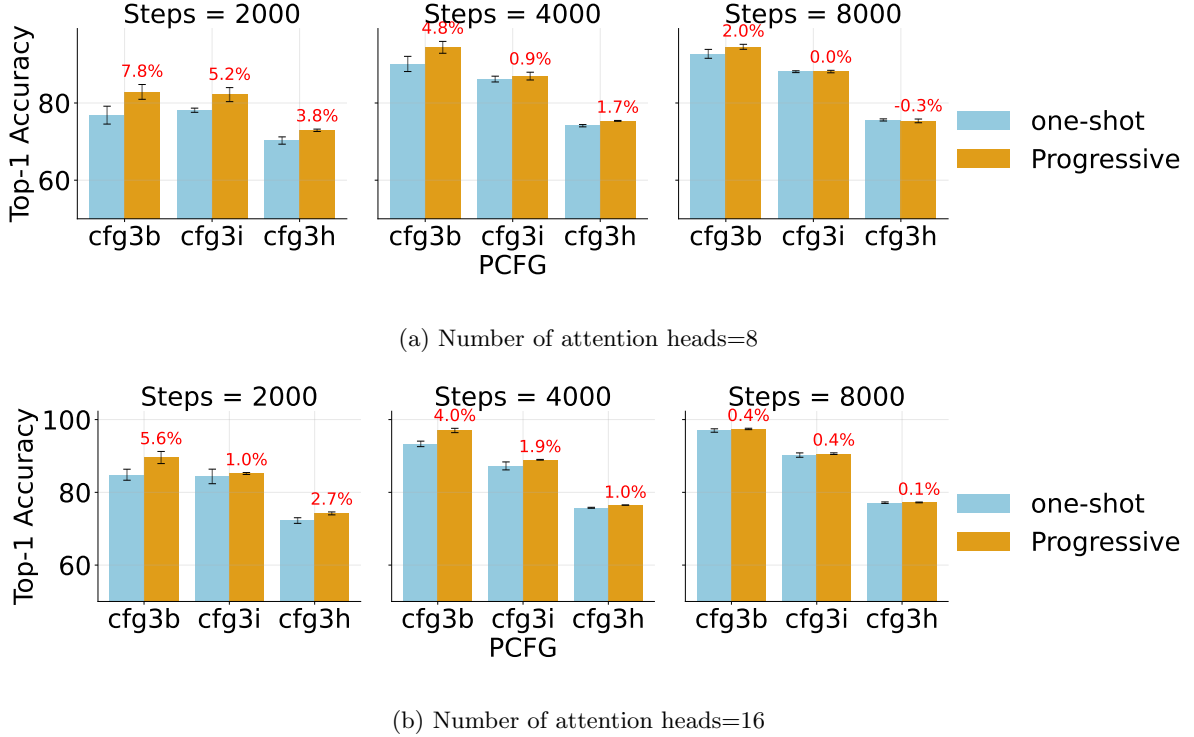 Steps = 2000
Steps = 4000
Steps = 8000
Top-1 Accuracy
80
60
7.8%
5.2%
3.8%
4.8%
0.9%
1.7%
2.0%
0.0%
-0.3%
one-shot
Progressive
cfg3b cfg3i cfg3h
cfg3b cfg3i cfg3h
cfg3b cfg3i cfg3h
PCFG
(a) Number of attention heads=8
Steps = 2000
Steps = 4000
Steps = 8000
Top-1 Accuracy
100
80
60
5.6%
1.0%
2.7%
4.0%
1.9%
1.0%
0.4%
0.4%
0.1%
one-shot
Progressive
cfg3b cfg3i cfg3h
cfg3b cfg3i cfg3h
cfg3b cfg3i cfg3h
PCFG
(b) Number of attention heads=16